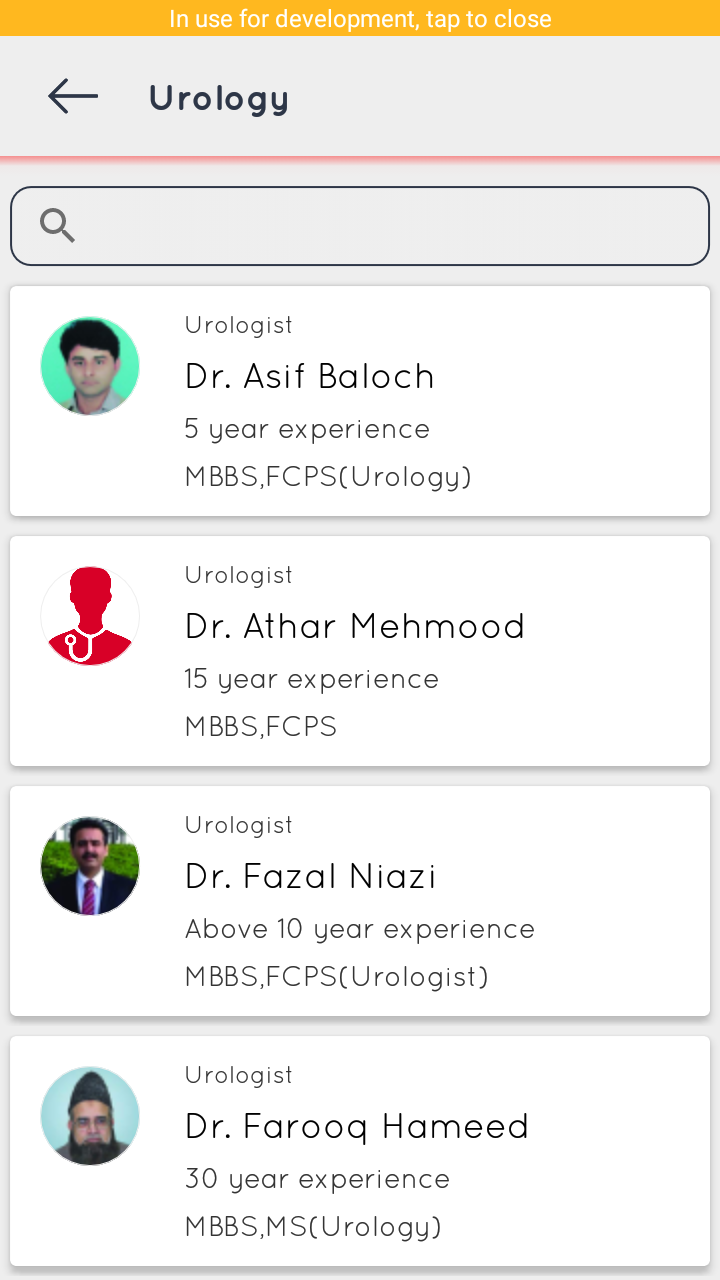 In use for development, tap to close
Urology
Urologist
Dr. Asif Baloch
5 year experience
MBBS,FCPS(Urology)
Urologist
Dr. Athar Mehmood
15 year experience
MBBS,FCPS
Urologist
Dr. Fazal Niazi
Above 10 year experience
MBBS,FCPS(Urologist)
Urologist
Dr. Farooq Hameed
30 year experience
MBBS,MS(Urology)